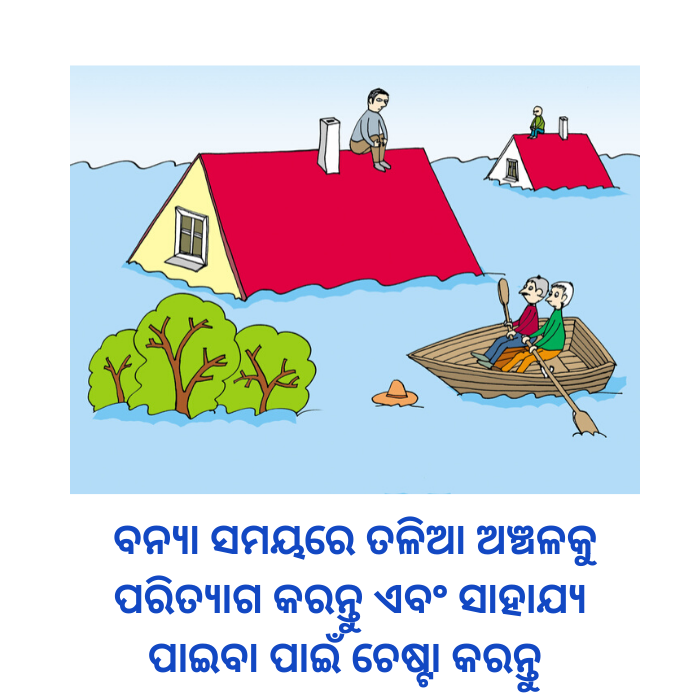 ବନ୍ୟା ସମୟରେ ତଳିଆ ଅଞ୍ଚଳକୁ
ପରିତ୍ୟାଗ କରନ୍ତୁ ଏବଂ ସାହାଯ୍ୟ
ପାଇବା ପାଇଁ ଚେଷ୍ଟା କରନ୍ତୁ